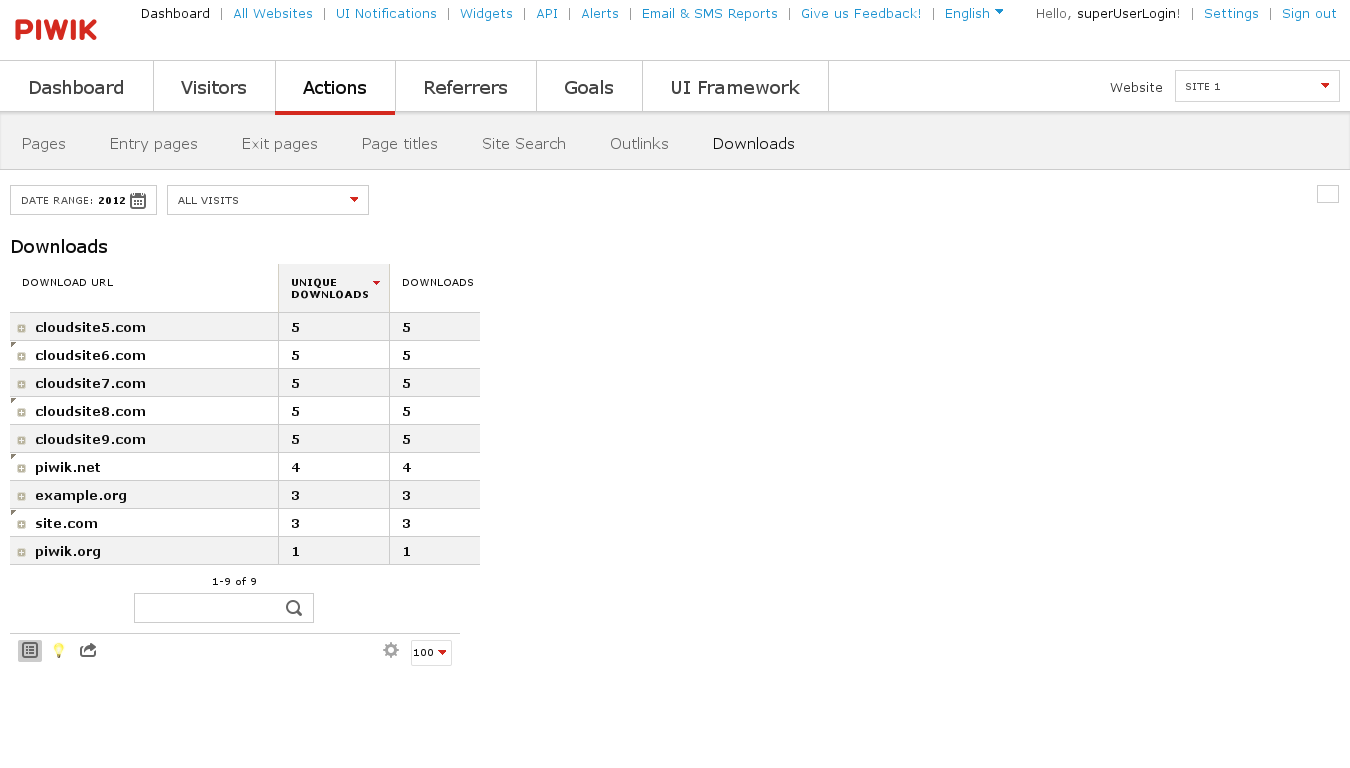 PIWIK
Dashboard | All Websites | UI Notifications | Widgets | API | Alerts | Email & SMS Reports | Give us Feedback! | English
Hello, superUserLogin! | Settings | Sign out
Dashboard Visitors Actions Referrers Goals UI Framework
Website SITE 1
Pages Entry pages Exit pages Page titles Site Search Outlinks Downloads
DATE RANGE: 2012 ALL VISITS
Downloads
DOWNLOAD URL UNIQUE DOWNLOADS DOWNLOADS
cloudsite5.com 5 5
cloudsite6.com 5 5
cloudsite7.com 5 5
cloudsite8.com 5 5
cloudsite9.com 5 5
piwik.net 4 4
example.org 3 3
site.com 3 3
piwik.org 1 1
1-9 of 9
100